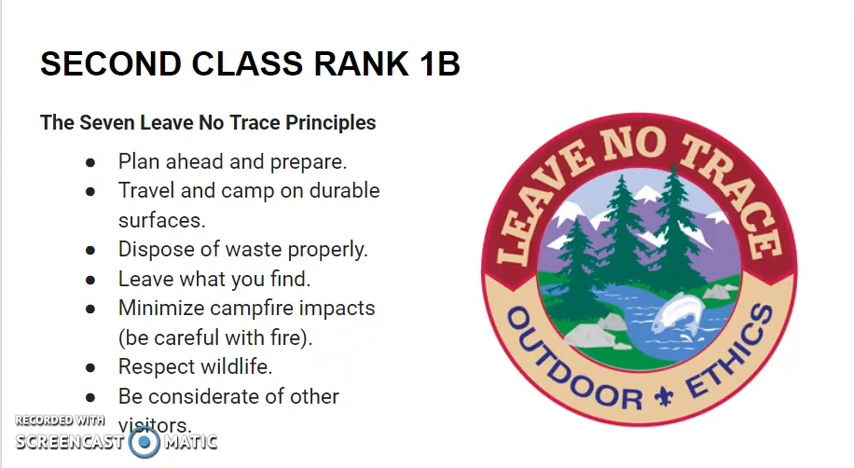 SECOND CLASS RANK 1B
The Seven Leave No Trace Principles
● Plan ahead and prepare.
● Travel and camp on durable
surfaces.
● Dispose of waste properly.
● Leave what you find.
● Minimize campfire impacts
(be careful with fire).
● Respect wildlife.
● Be considerate of other
visitors.
LEAVE NO TRACE
OUTDOOR ETHICS
RECORDED WITH
SCREENCAST MATIC